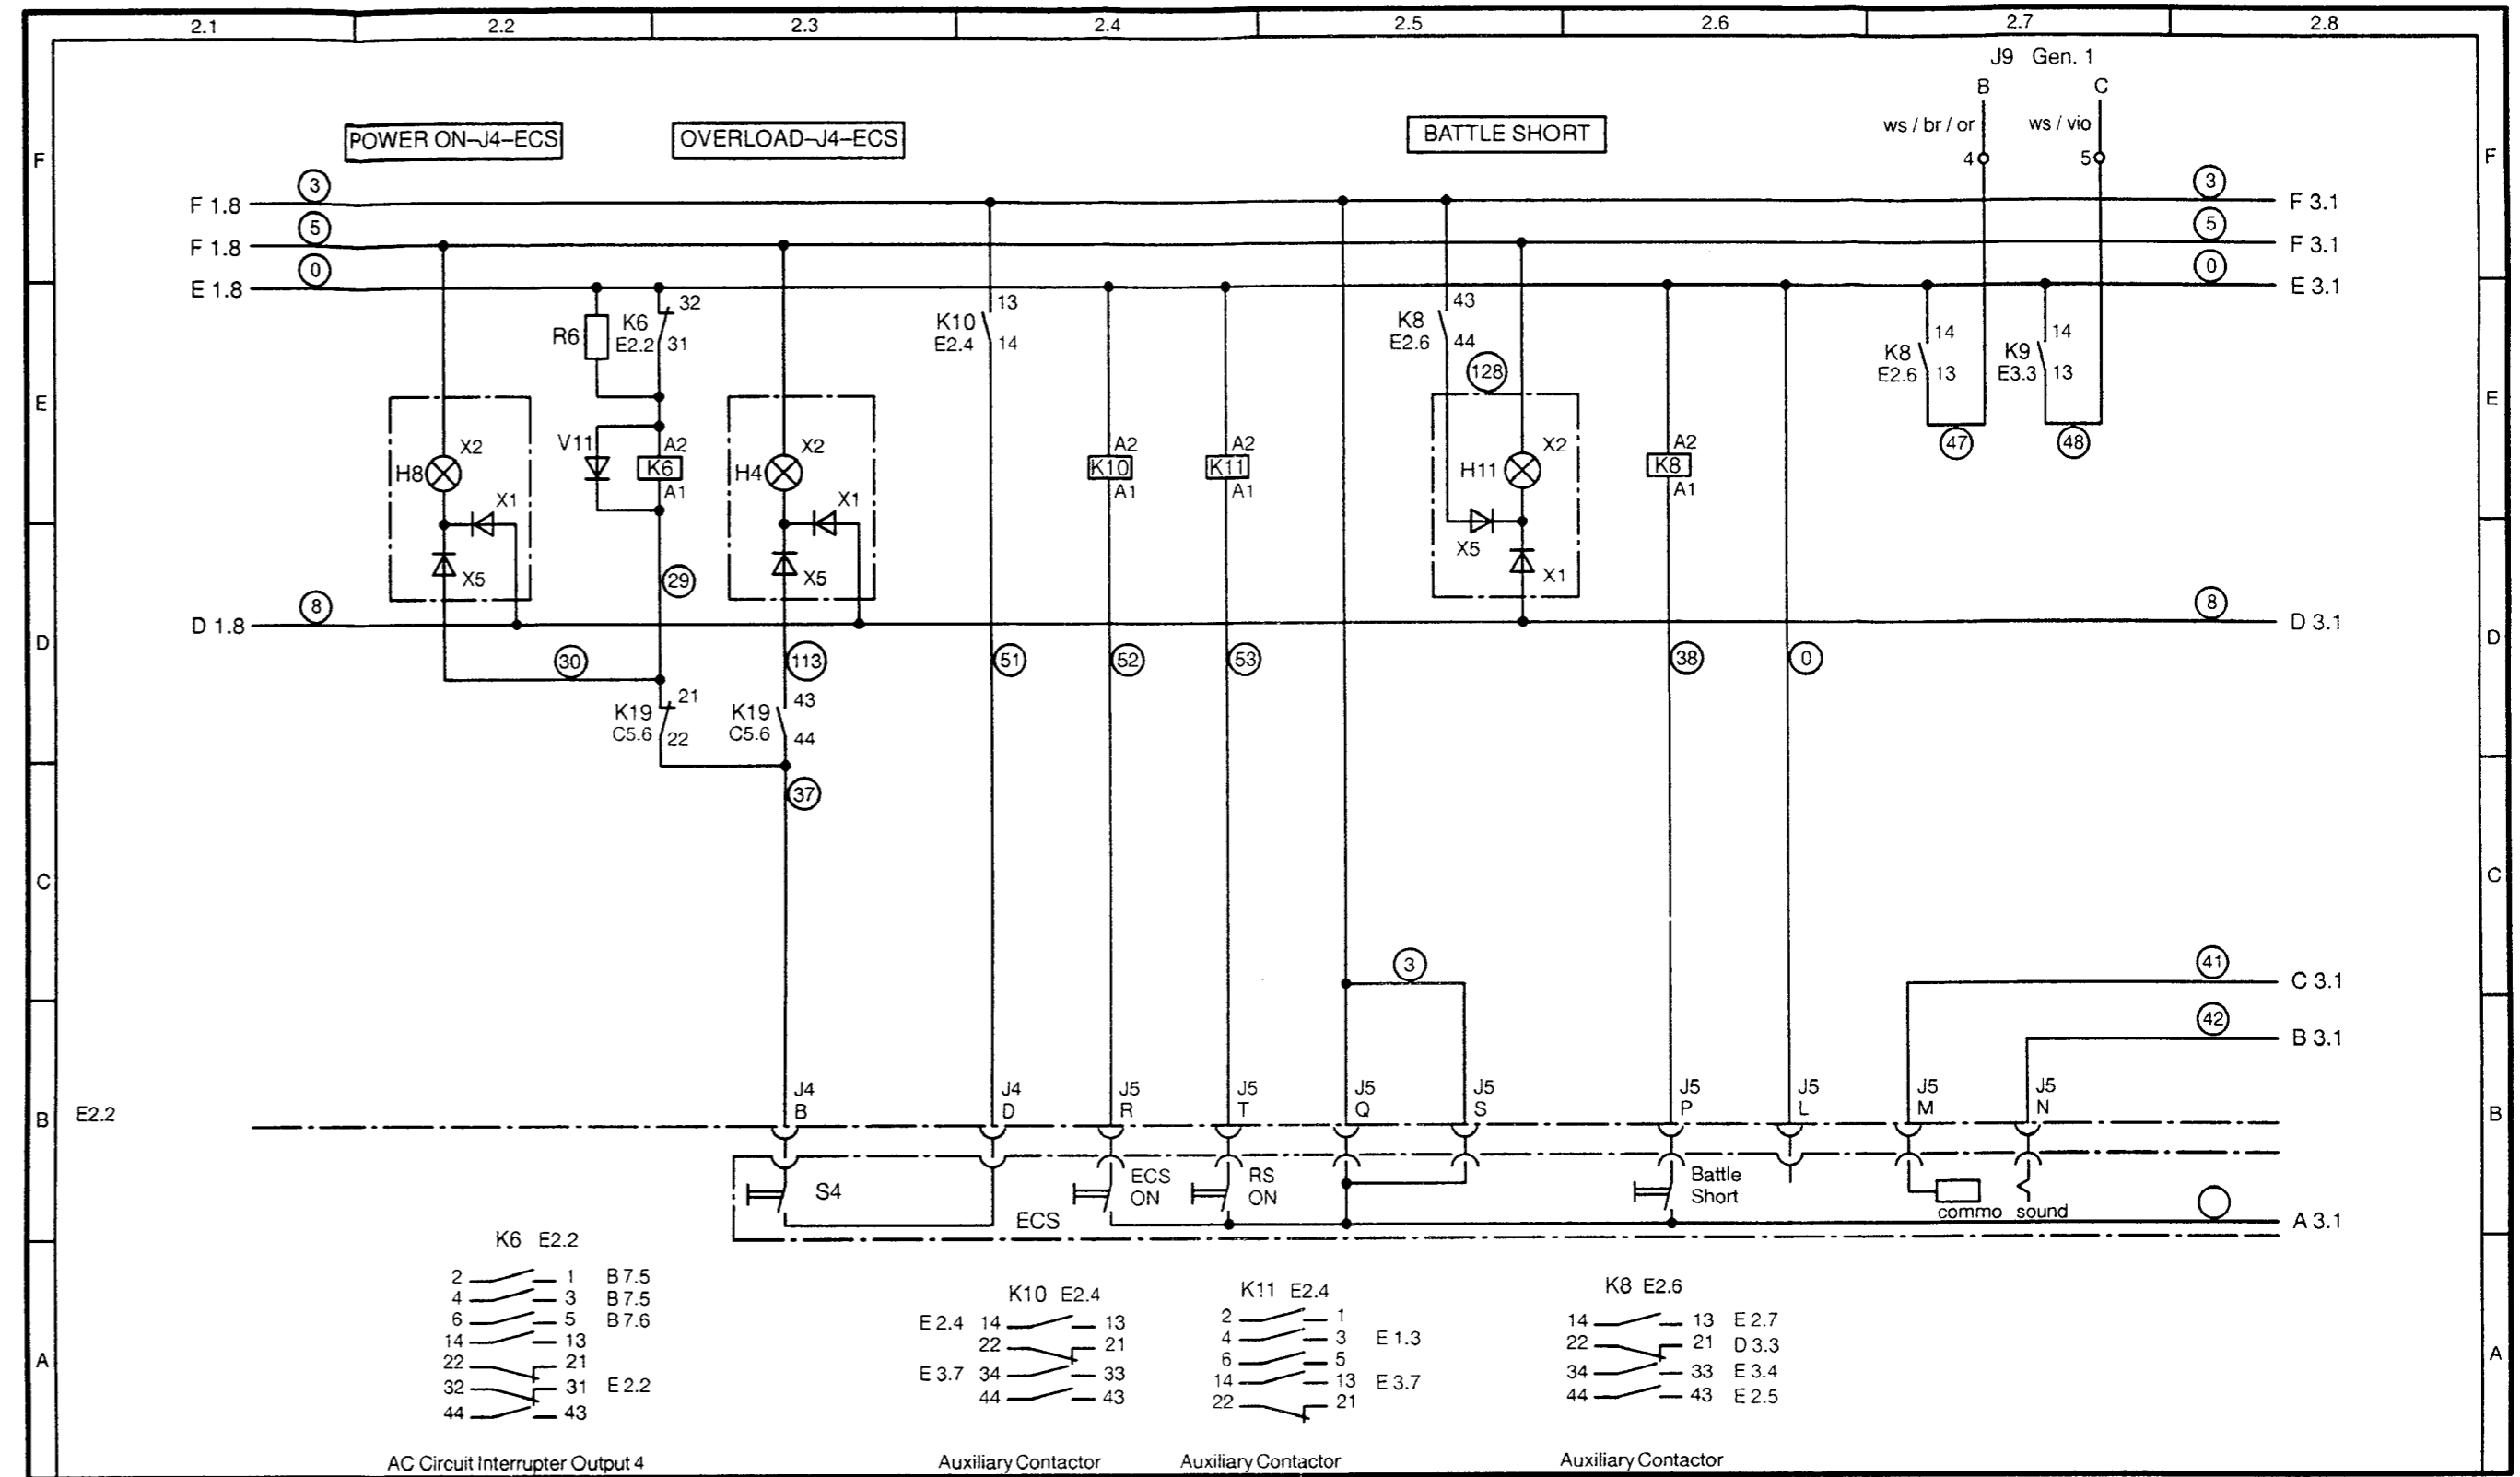 2.1 2.2 2.3 2.4 2.5 2.6 2.7 2.8
J9 Gen. 1
B C
ws / br / or ws / vio
POWER ON–J4–ECS OVERLOAD–J4–ECS BATTLE SHORT
F 4 5 F
3 3
F 1.8 F 3.1
5 5
F 1.8 F 3.1
0 0
E 1.8 E 3.1
32 13 43
R6 K6 K10 K8 14 14
E2.2 31 E2.4 14 E2.6 44 K8 K9
E2.6 13 E3.3 13
128
E E
V11 A2 A2 A2 A2 47 48
H8 X2 K6 H4 X2 K10 K11 H11 X2 K8
A1 A1 A1 A1
X1 X1
X5 X5 X5 X1
29
8 8
D 1.8 D 3.1
D D
30 113 51 52 53 38 0
21 43
K19 K19
C5.6 22 C5.6 44
37
C C
3 41
C 3.1
42
B 3.1
J4 J4 J5 J5 J5 J5 J5 J5 J5 J5
B E2.2 B D R T Q S P L M N B
S4 ECS ON RS ON Battle Short
commo sound
ECS A 3.1
K6 E2.2
2 1 B 7.5
4 3 B 7.5
6 5 B 7.6
14 13
22 21
32 31 E 2.2
44 43
K10 E2.4
E 2.4 14 13
22 21
E 3.7 34 33
44 43
K11 E2.4
2 1
4 3 E 1.3
6 5
14 13 E 3.7
22 21
K8 E2.6
14 13 E 2.7
22 21 D 3.3
34 33 E 3.4
44 43 E 2.5
A A
AC Circuit Interrupter Output 4 Auxiliary Contactor Auxiliary Contactor Auxiliary Contactor